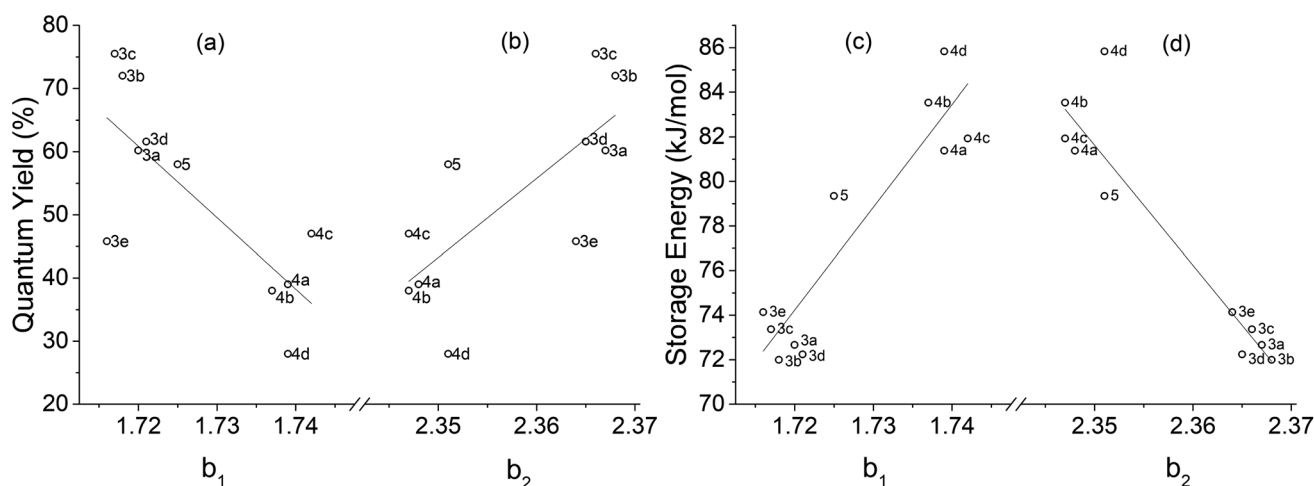 Quantum Yield (%)
80
70
60
50
40
30
20
(a)
3c
3b
3d
3a
5
3e
4c
4a
4b
4d
(b)
3c
3b
3d
3a
5
4c
3e
4a
4b
4d
1.72
1.73
1.74
2.35
2.36
2.37
b1
b2
Storage Energy (kJ/mol)
86
84
82
80
78
76
74
72
70
(c)
4d
4b
4c
4a
5
3e
3c
3a
3b
3d
(d)
4d
4b
4c
4a
5
3e
3c
3a
3d
3b
1.72
1.73
1.74
2.35
2.36
2.37
b1
b2